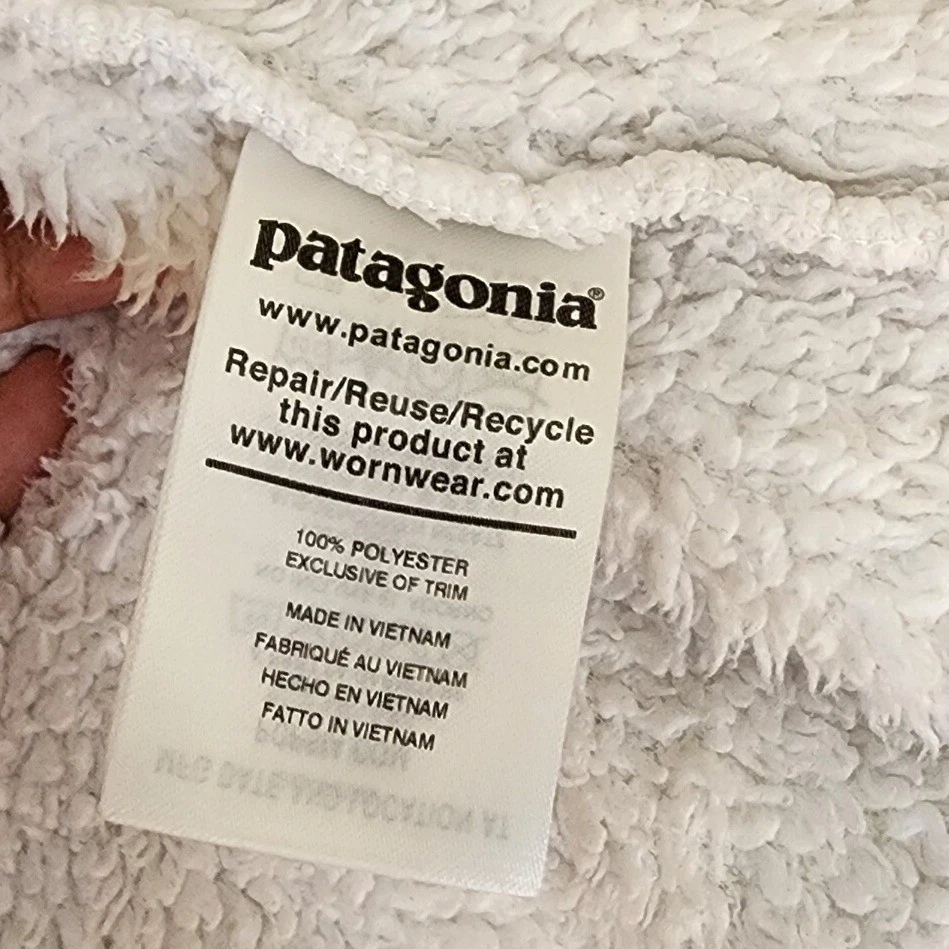 patagonia®
www.patagonia.com
Repair/Reuse/Recycle
this product at
www.wornwear.com
100% POLYESTER
EXCLUSIVE OF TRIM
MADE IN VIETNAM
FABRIQUÉ AU VIETNAM
HECHO EN VIETNAM
FATTO IN VIETNAM